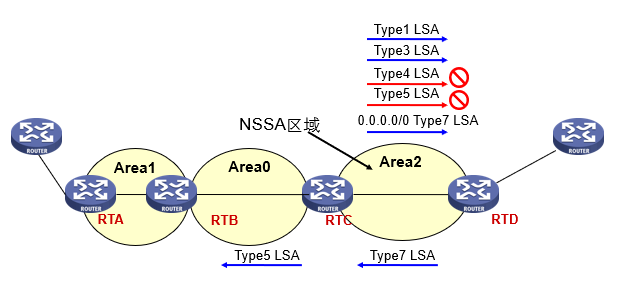 Type1 LSA
Type3 LSA
Type4 LSA
Type5 LSA
0.0.0.0/0 Type7 LSA
NSSA区域
Area1
Area0
Area2
ROUTER
ROUTER
ROUTER
ROUTER
ROUTER
ROUTER
RTA
RTB
RTC
RTD
Type5 LSA
Type7 LSA